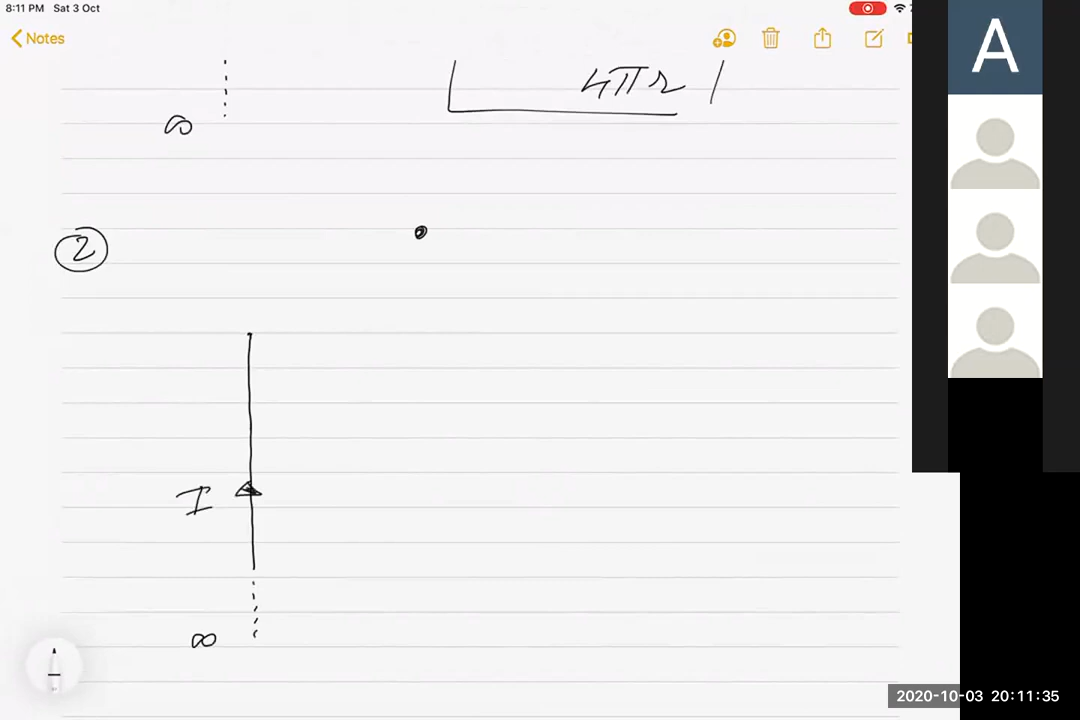 8:11 PM Sat 3 Oct
Notes
A
4πr
∞
2
I
∞
2020-10-03 20:11:35